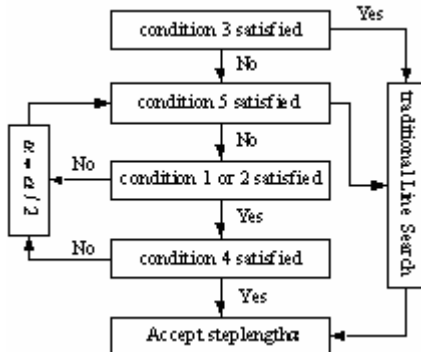 condition 3 satisfied
Yes
No
condition 5 satisfied
No
condition 1 or 2 satisfied
No
Yes
condition 4 satisfied
No
Yes
Accept steplengthα
α = α / 2
traditional Line Search